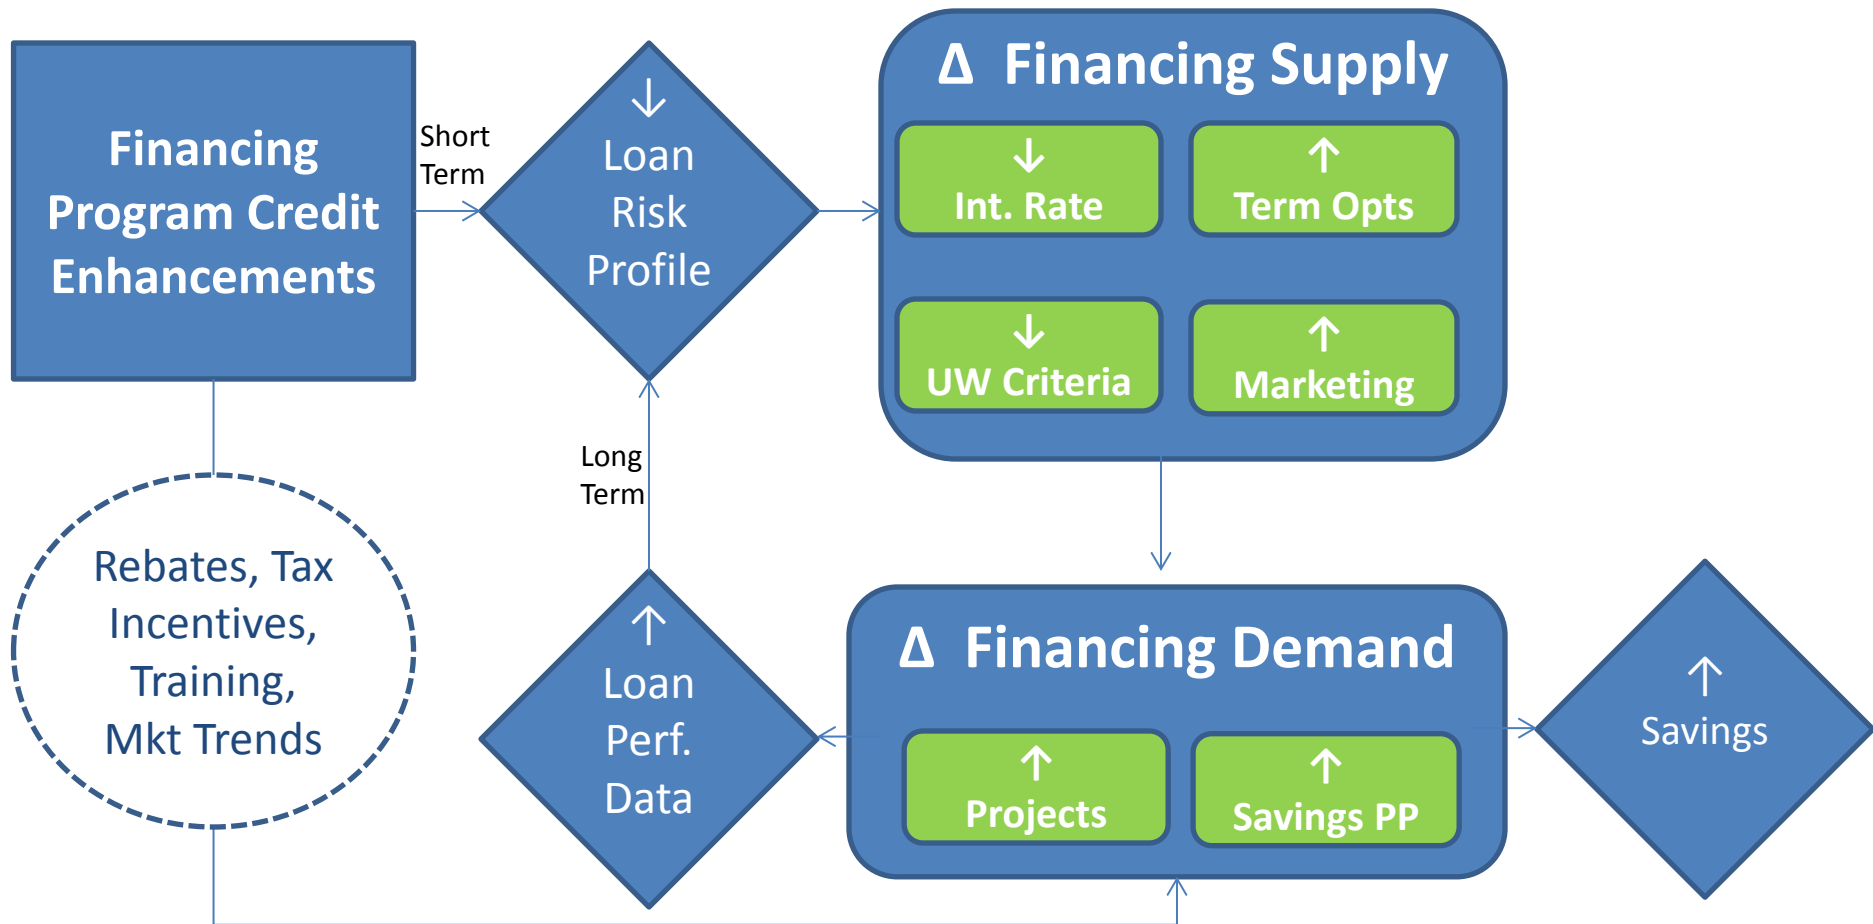 Financing
Program Credit
Enhancements
Short
Term
↓
Loan
Risk
Profile
Δ Financing Supply
↓
Int. Rate
↑
Term Opts
↓
UW Criteria
↑
Marketing
Long
Term
Rebates, Tax
Incentives,
Training,
Mkt Trends
↑
Loan
Perf.
Data
Δ Financing Demand
↑
Projects
↑
Savings PP
↑
Savings